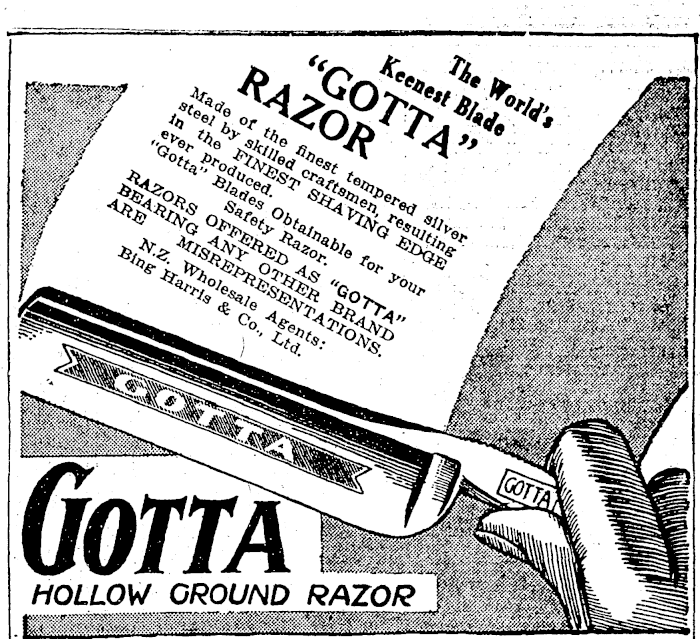 The World's
Keenest Blade
"GOTTA"
RAZOR
Made of the finest tempered silver
steel by skilled craftsmen, resulting
in the FINEST SHAVING EDGE
ever produced.
"Gotta" Blades Obtainable for your
Safety Razor.
RAZORS OFFERED AS "GOTTA"
BEARING ANY OTHER BRAND
ARE MISREPRESENTATIONS.
N.Z. Wholesale Agents:
Bing Harris & Co., Ltd.
GOTTA
GOTTA
GOTTA
HOLLOW GROUND RAZOR